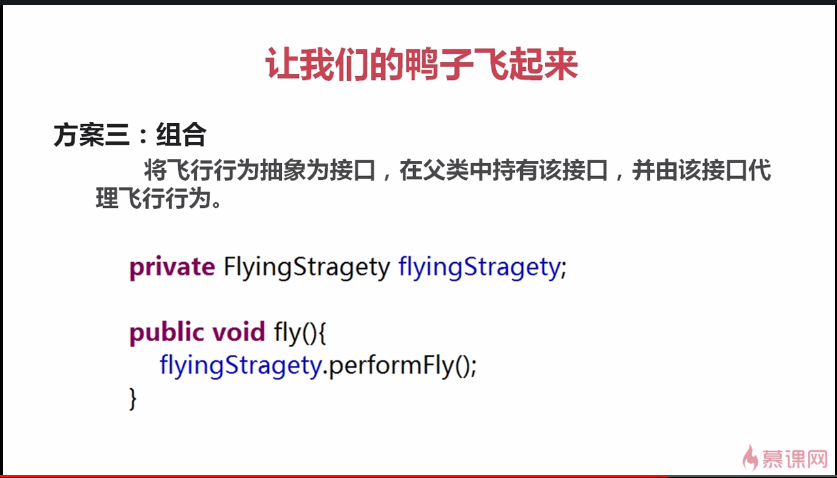 让我们的鸭子飞起来
方案三：组合
将飞行行为抽象为接口，在父类中持有该接口，并由该接口代
理飞行行为。
private FlyingStragety flyingStragety;
public void fly(){
flyingStragety.performFly();
}
慕课网